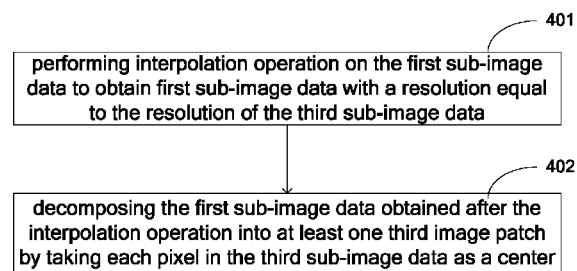 401
performing interpolation operation on the first sub-image
data to obtain first sub-image data with a resolution equal
to the resolution of the third sub-image data
402
decomposing the first sub-image data obtained after the
interpolation operation into at least one third image patch
by taking each pixel in the third sub-image data as a center